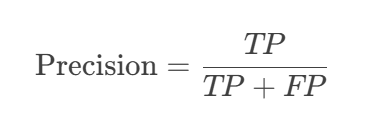 Precision = TP / TP + FP